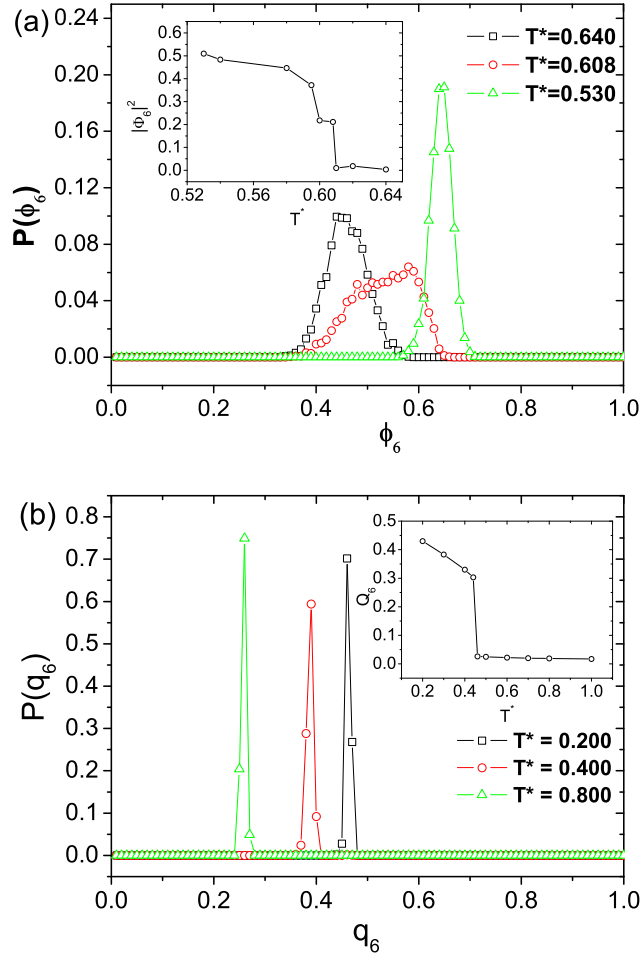 (a)
T*=0.640
T*=0.608
T*=0.530
0.5
0.4
0.3
0.2
0.1
0.0
|Φ₆|²
0.52 0.56 0.60 0.64
T*
0.20
0.16
0.12
0.08
0.04
0.00
P(ϕ₆)
0.0 0.2 0.4 0.6 0.8 1.0
ϕ₆
(b)
0.8
0.7
0.6
0.5
0.4
0.3
0.2
0.1
0.0
P(q₆)
0.5
0.4
0.3
0.2
0.1
0.0
Q₆
0.2 0.4 0.6 0.8 1.0
T*
T* = 0.200
T* = 0.400
T* = 0.800
0.0 0.2 0.4 0.6 0.8 1.0
q₆